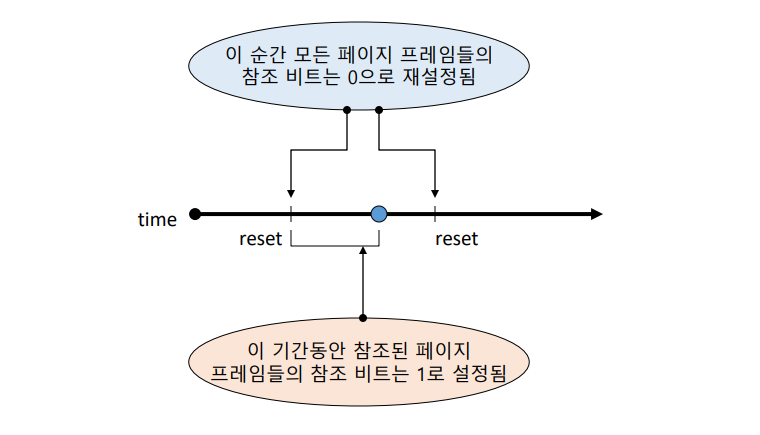 이 순간 모든 페이지 프레임들의
참조 비트는 0으로 재설정됨
time
reset
reset
이 기간동안 참조된 페이지
프레임들의 참조 비트는 1로 설정됨